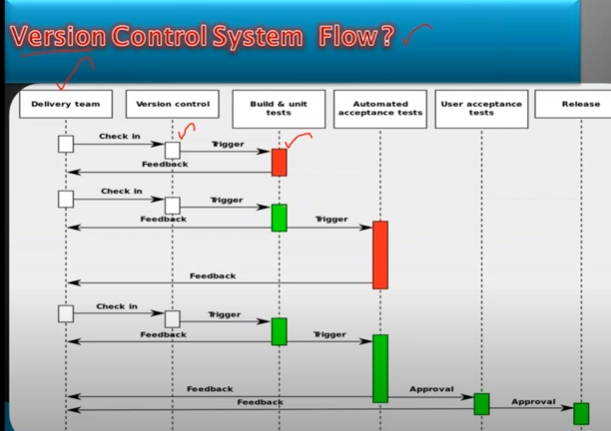 Version Control System Flow?
Delivery team
Version control
Build & unit
tests
Automated
acceptance tests
User acceptance
tests
Release
Check in
Trigger
Feedback
Check in
Trigger
Feedback
Trigger
Feedback
Check in
Trigger
Feedback
Trigger
Feedback
Approval
Feedback
Approval